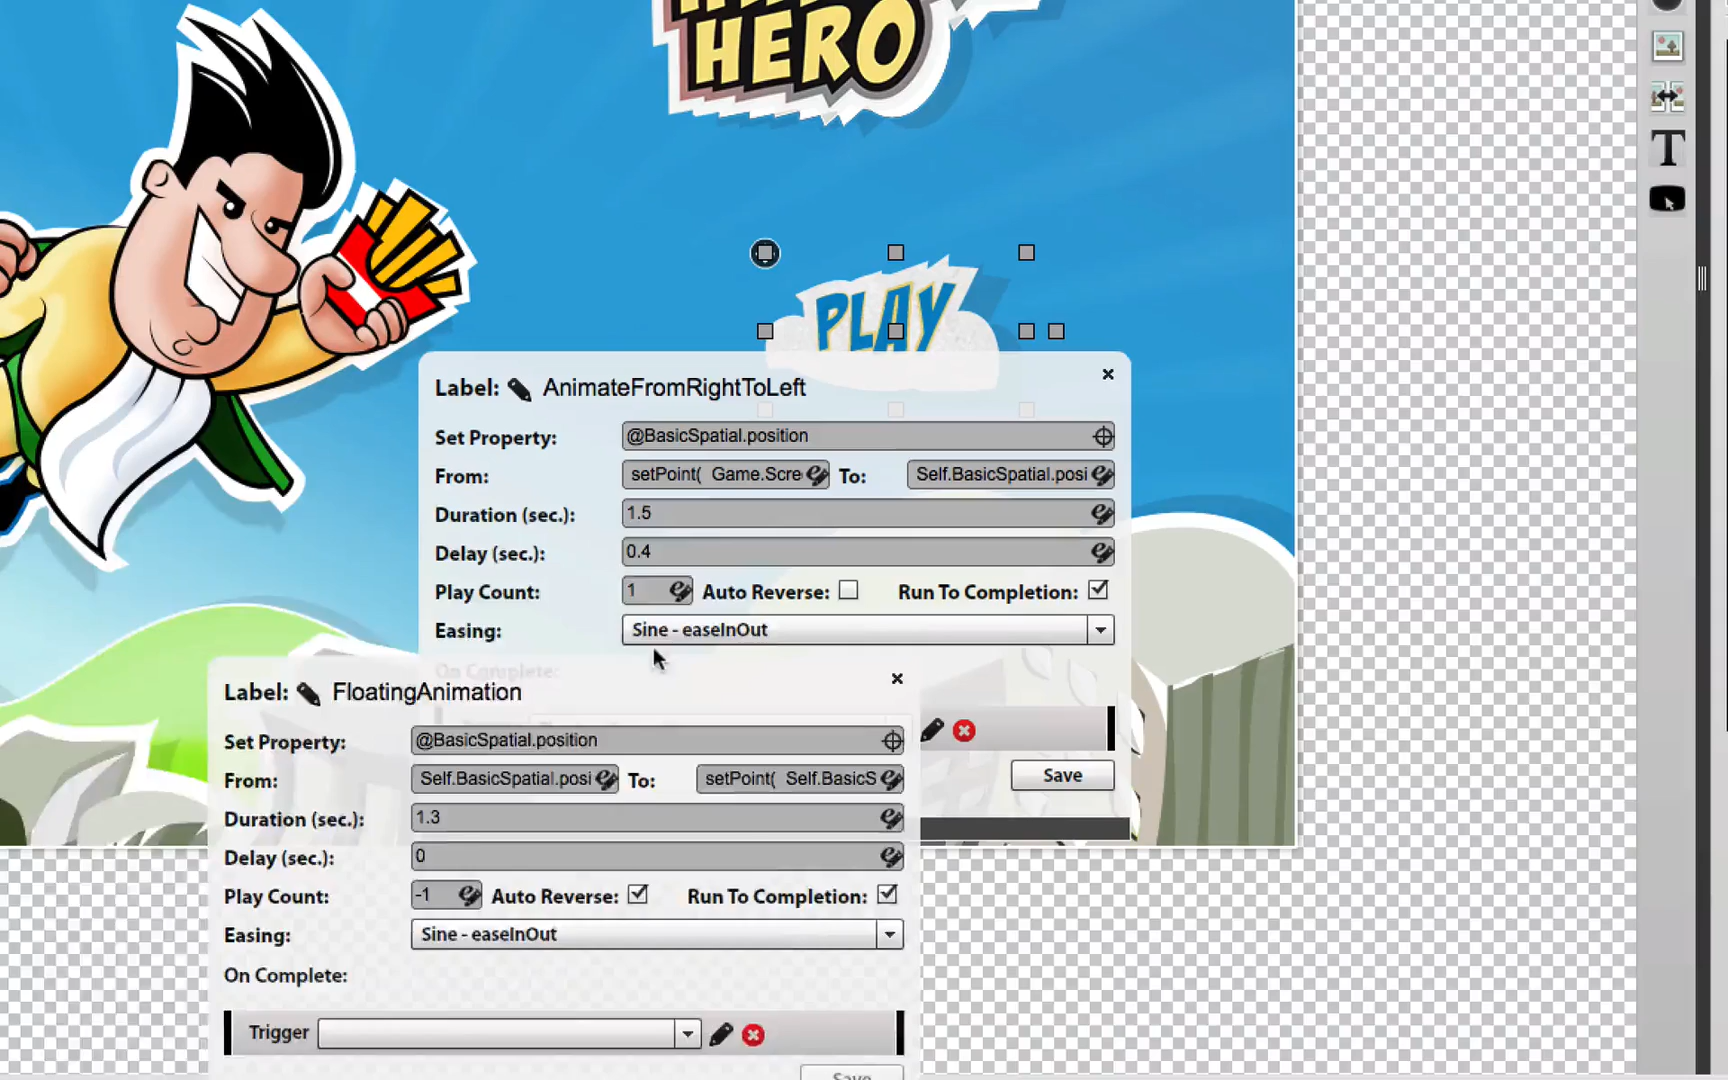 HERO
PLAY
Label: AnimateFromRightToLeft
Set Property: @BasicSpatial.position
From: setPoint( Game.Scre To: Self.BasicSpatial.posi
Duration (sec.): 1.5
Delay (sec.): 0.4
Play Count: 1 Auto Reverse: Run To Completion:
Easing: Sine - easeInOut
On Complete:
Save
Label: FloatingAnimation
Set Property: @BasicSpatial.position
From: Self.BasicSpatial.posi To: setPoint( Self.BasicS
Duration (sec.): 1.3
Delay (sec.): 0
Play Count: -1 Auto Reverse: Run To Completion:
Easing: Sine - easeInOut
On Complete:
Trigger
Save
T